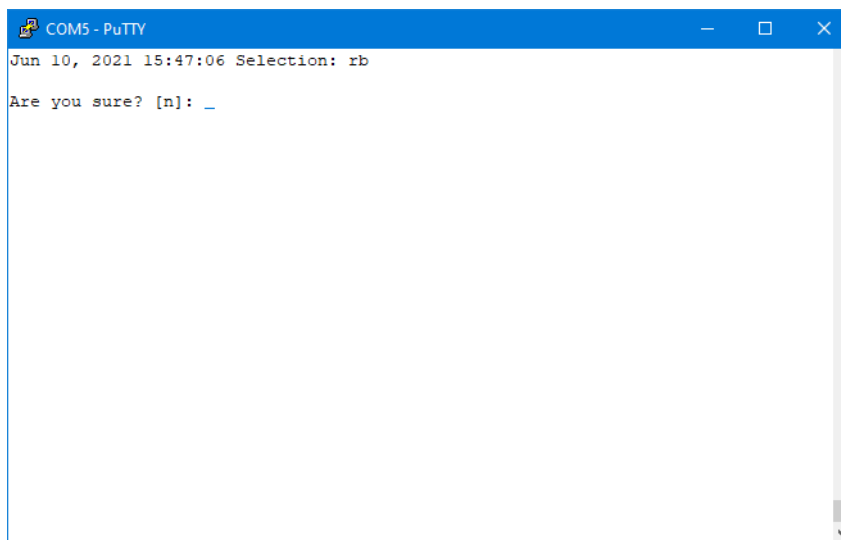 COM5 - PuTTY
Jun 10, 2021 15:47:06 Selection: rb
Are you sure? [n]: _